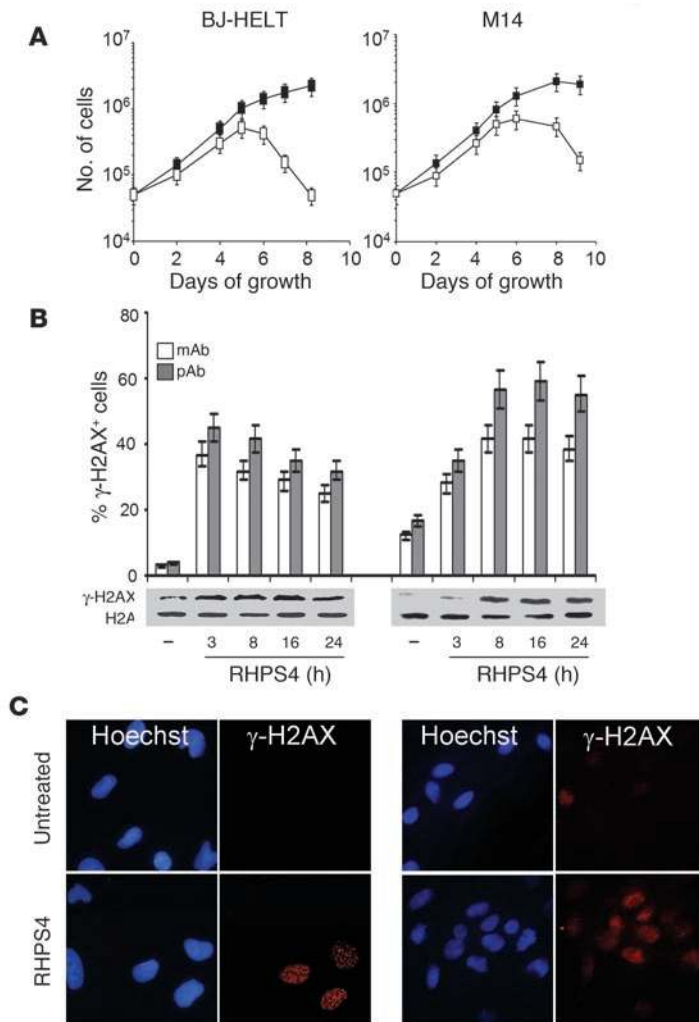 A
BJ-HELT
M14
No. of cells
10⁷
10⁶
10⁵
10⁴
0 2 4 6 8 10
Days of growth
10⁷
10⁶
10⁵
10⁴
0 2 4 6 8 10
Days of growth
B
% γ-H2AX⁺ cells
80
60
40
20
0
mAb
pAb
γ-H2AX
H2A
– 3 8 16 24
RHPS4 (h)
– 3 8 16 24
RHPS4 (h)
C
Hoechst γ-H2AX Hoechst γ-H2AX
Untreated
RHPS4